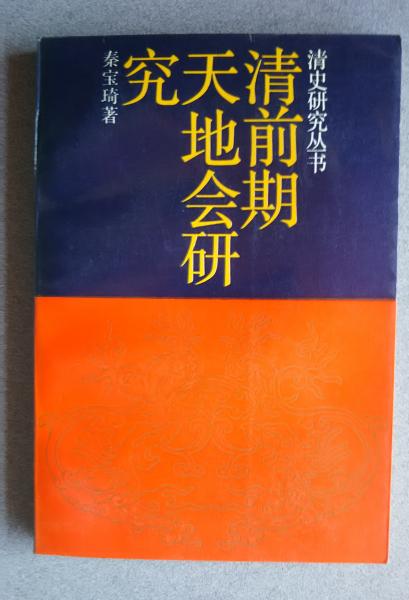 清史研究丛书
清前期
天地会研
究
秦宝琦著